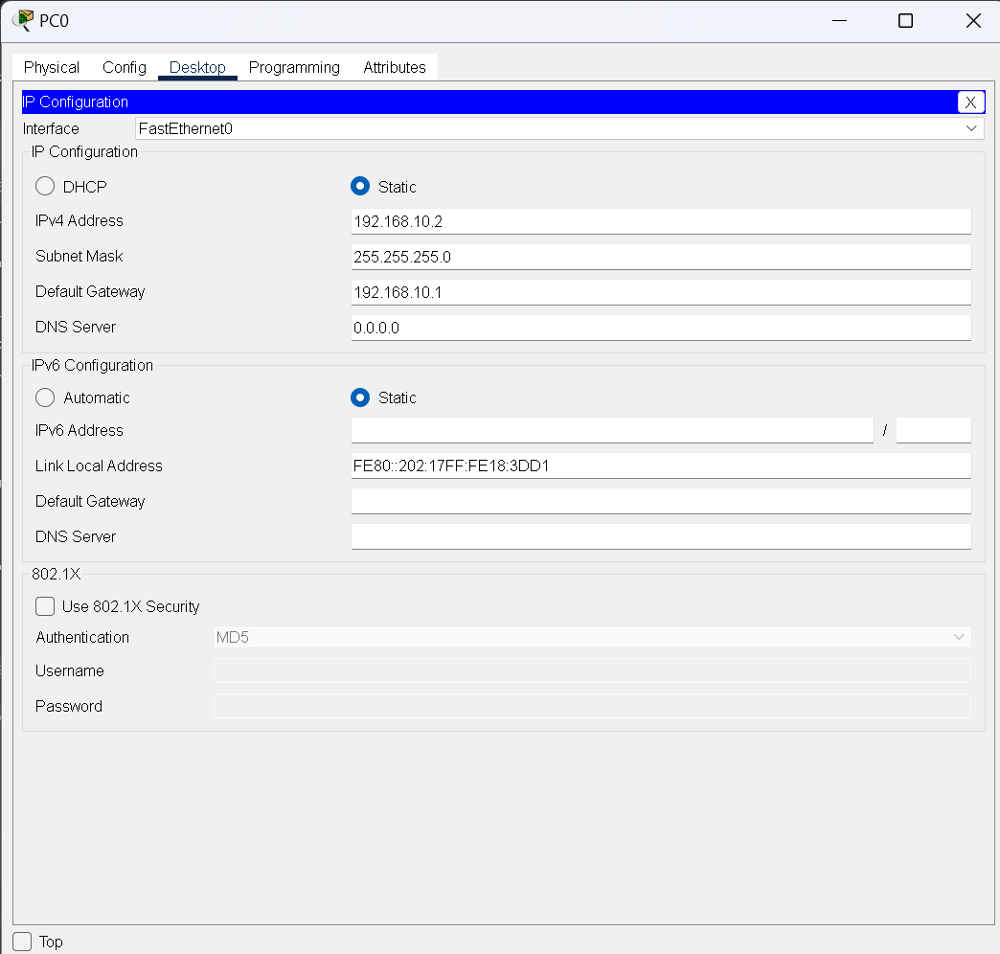 PC0
Physical Config Desktop Programming Attributes
IP Configuration X
Interface FastEthernet0
IP Configuration
DHCP Static
IPv4 Address 192.168.10.2
Subnet Mask 255.255.255.0
Default Gateway 192.168.10.1
DNS Server 0.0.0.0
IPv6 Configuration
Automatic Static
IPv6 Address /
Link Local Address FE80::202:17FF:FE18:3DD1
Default Gateway
DNS Server
802.1X
Use 802.1X Security
Authentication MD5
Username
Password
Top